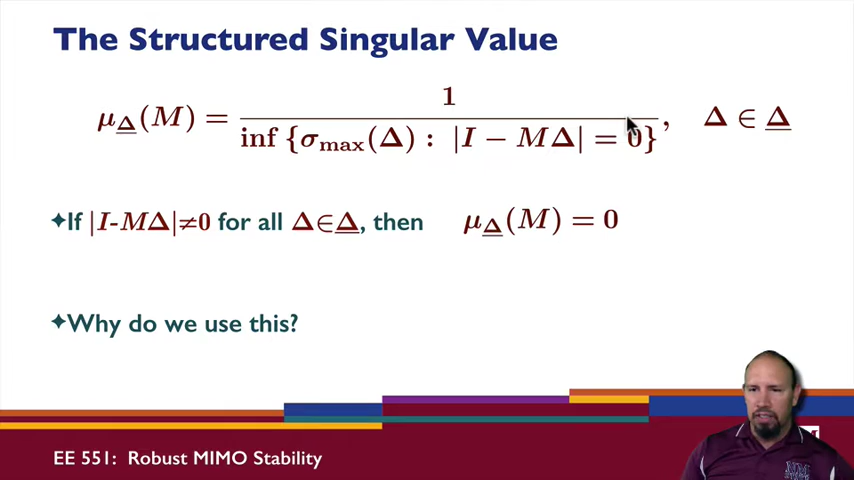 The Structured Singular Value
μ_Δ̲(M) = 1 / inf {σ_max(Δ) : |I − MΔ| = 0}, Δ ∈ Δ̲
✦If |I-MΔ|≠0 for all Δ∈Δ̲, then μ_Δ̲(M) = 0
✦Why do we use this?
EE 551: Robust MIMO Stability